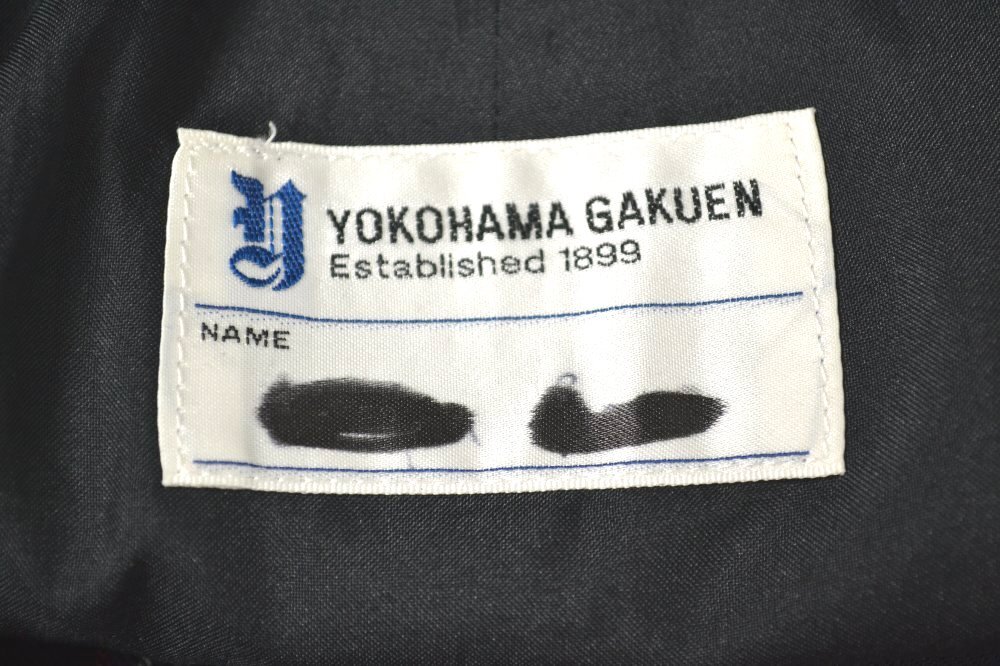 Y YOKOHAMA GAKUEN
Established 1899
NAME